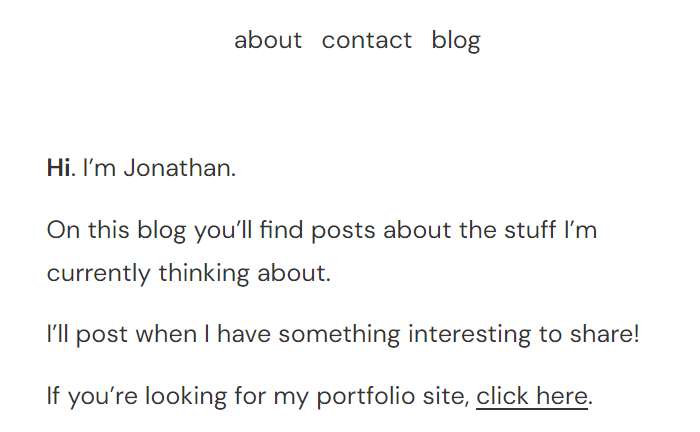 about contact blog
Hi. I’m Jonathan.
On this blog you’ll find posts about the stuff I’m
currently thinking about.
I’ll post when I have something interesting to share!
If you’re looking for my portfolio site, click here.